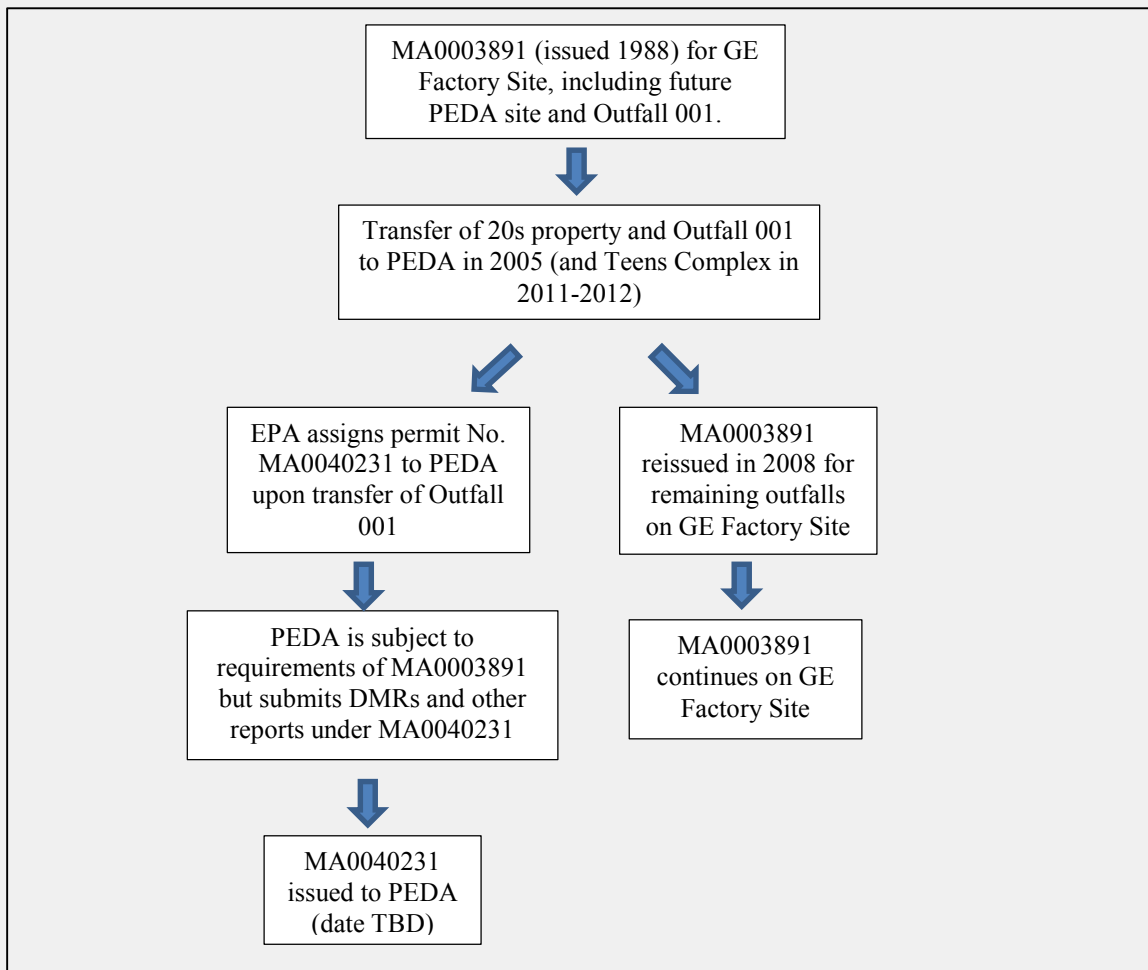 MA0003891 (issued 1988) for GE
Factory Site, including future
PEDA site and Outfall 001.
Transfer of 20s property and Outfall 001
to PEDA in 2005 (and Teens Complex in
2011-2012)
EPA assigns permit No.
MA0040231 to PEDA
upon transfer of Outfall
001
MA0003891
reissued in 2008 for
remaining outfalls
on GE Factory Site
PEDA is subject to
requirements of MA0003891
but submits DMRs and other
reports under MA0040231
MA0003891
continues on GE
Factory Site
MA0040231
issued to PEDA
(date TBD)